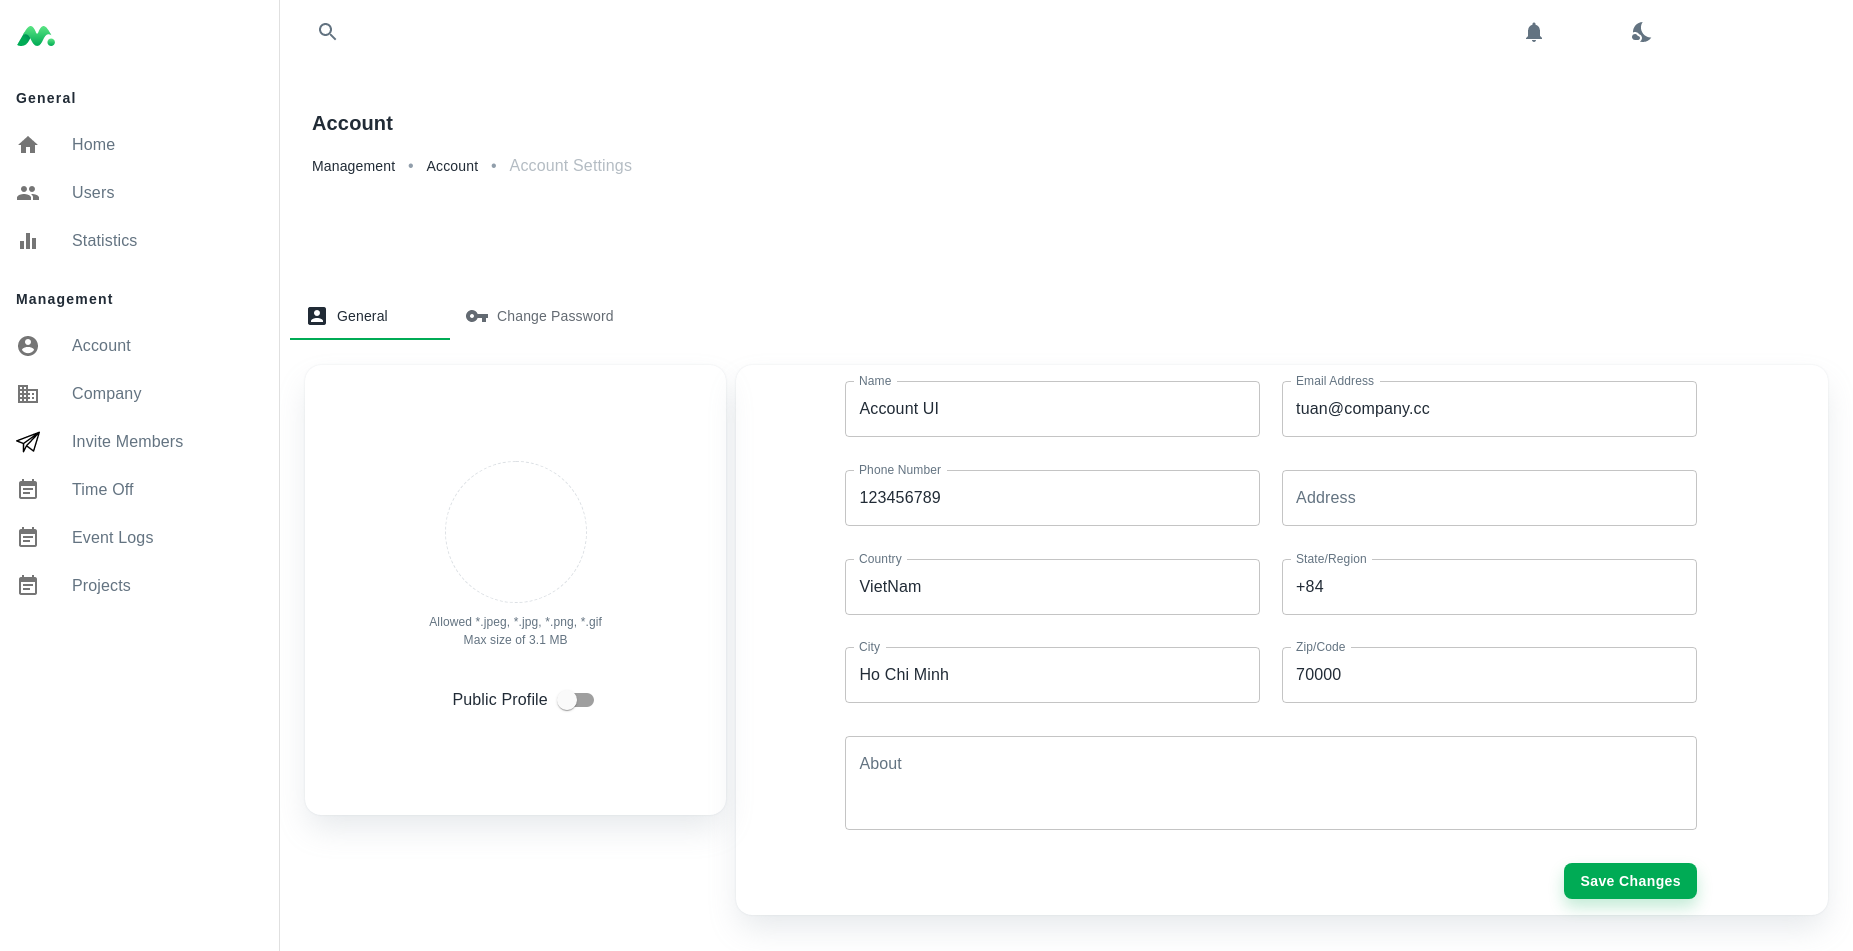 General
Home
Users
Statistics
Management
Account
Company
Invite Members
Time Off
Event Logs
Projects
Account
Management • Account • Account Settings
General
Change Password
Allowed *.jpeg, *.jpg, *.png, *.gif
Max size of 3.1 MB
Public Profile
Name
Account UI
Email Address
tuan@company.cc
Phone Number
123456789
Address
Country
VietNam
State/Region
+84
City
Ho Chi Minh
Zip/Code
70000
About
Save Changes